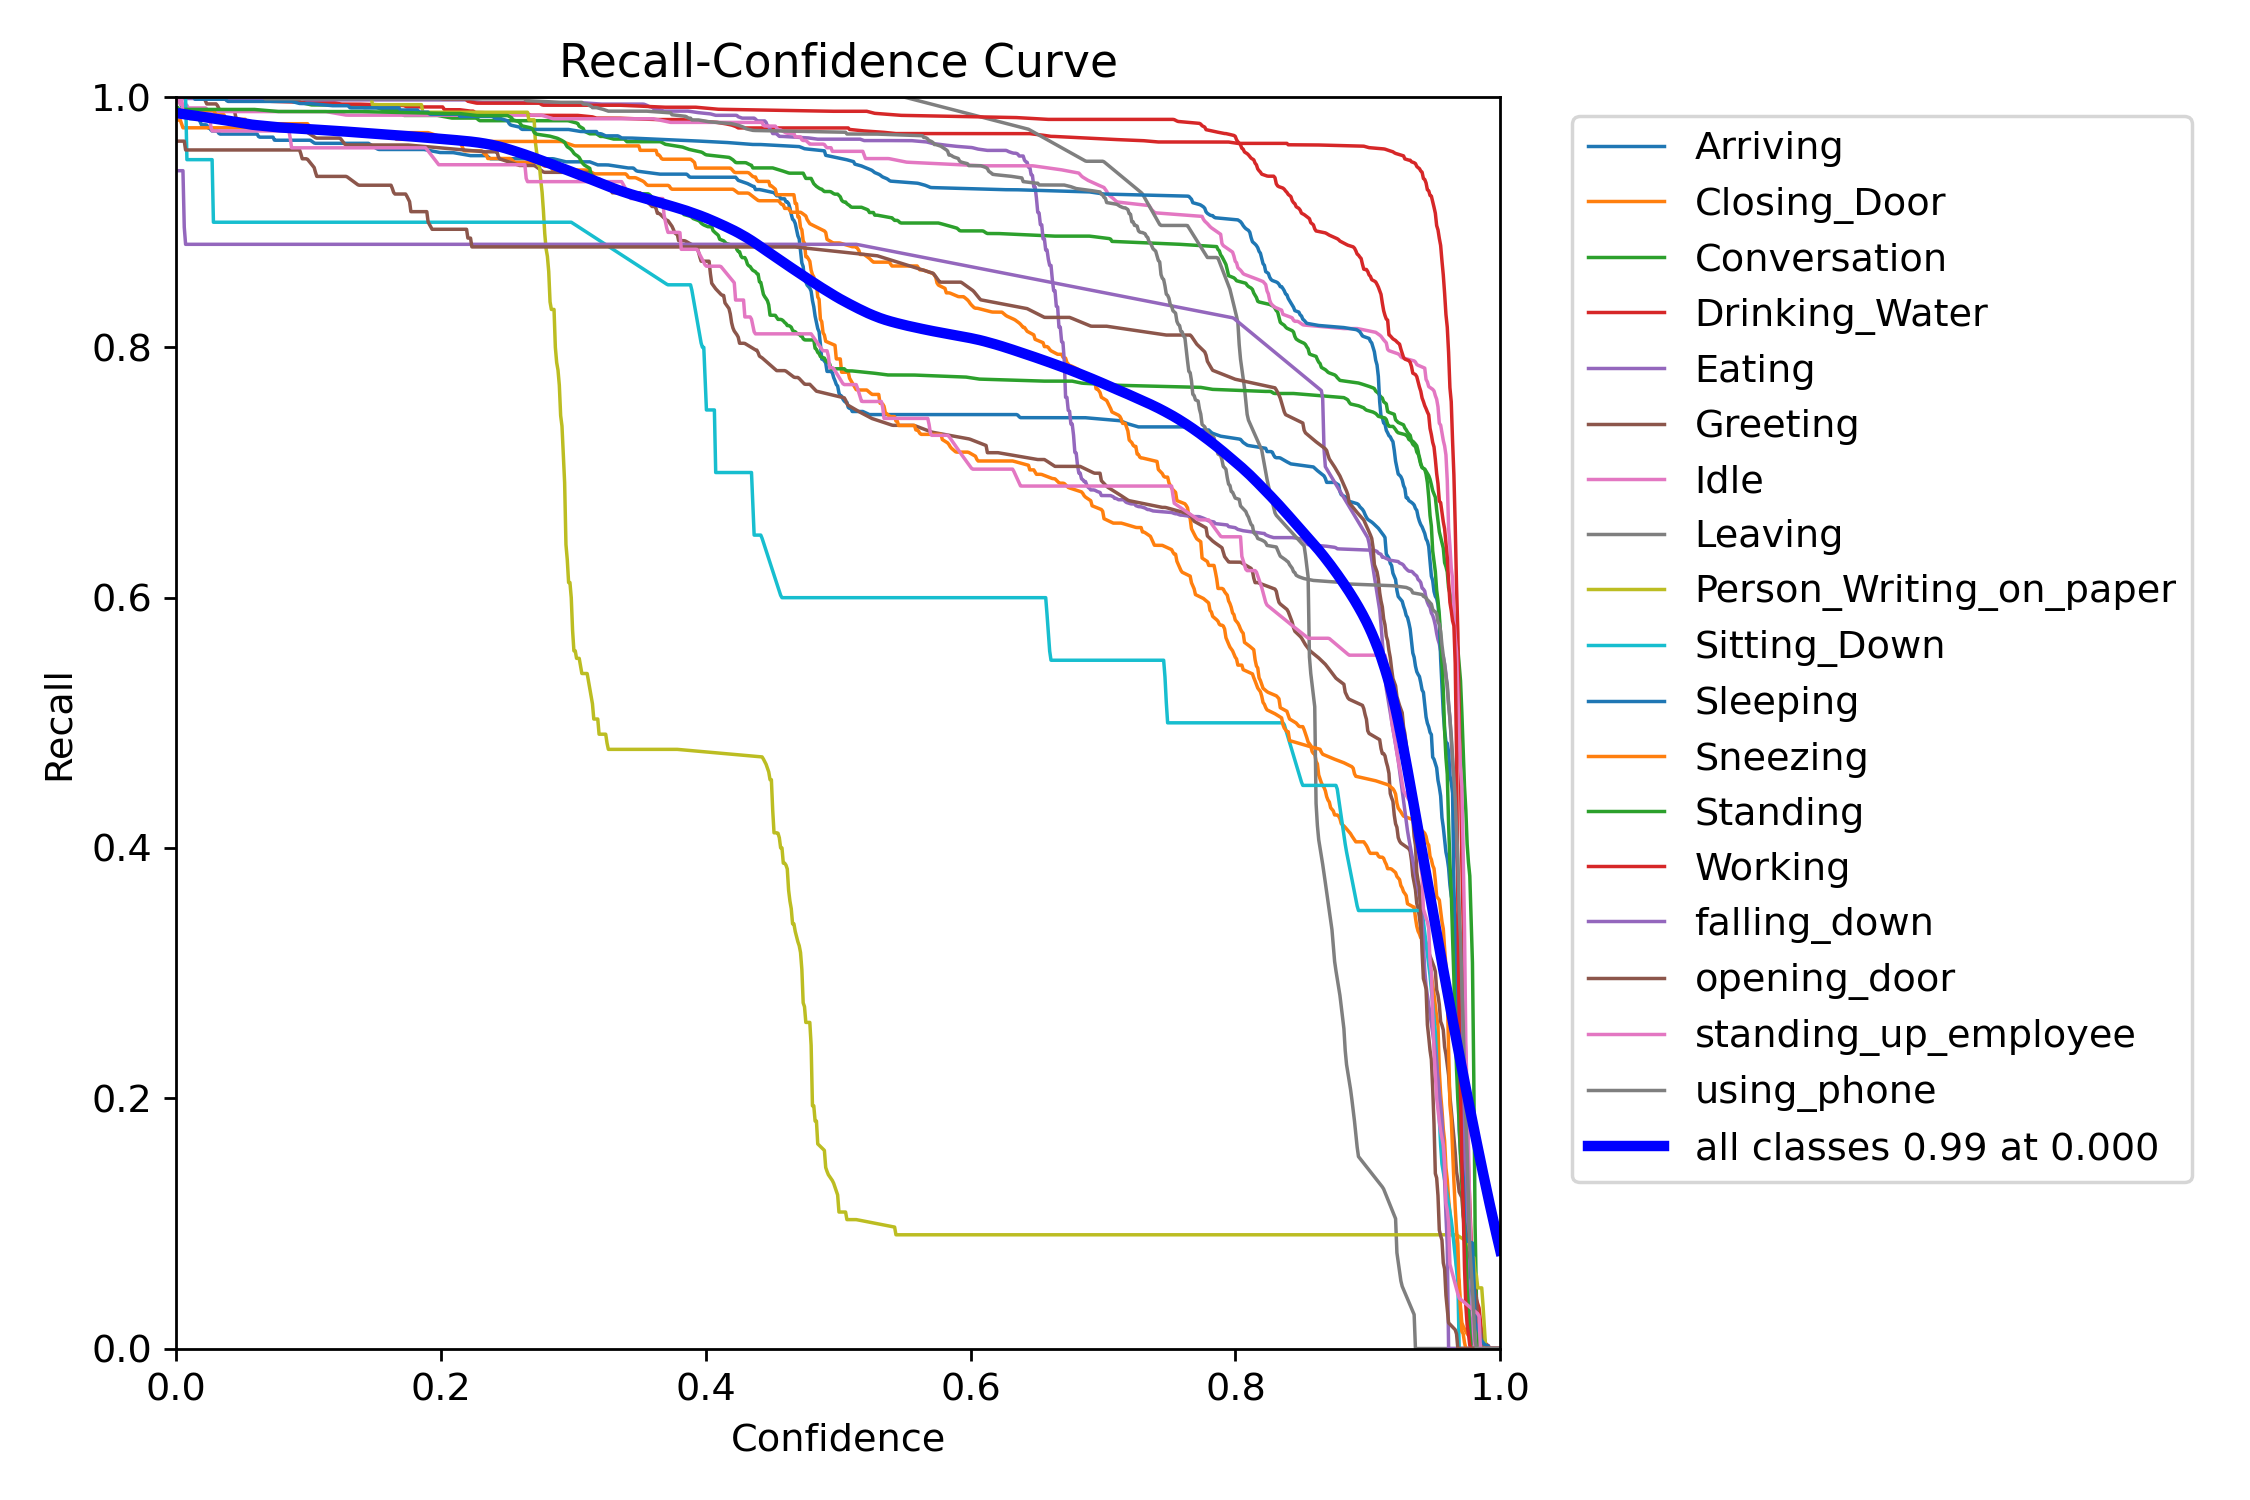 Recall-Confidence Curve
1.0
0.8
0.6
0.4
0.2
0.0
Recall
0.0 0.2 0.4 0.6 0.8 1.0
Confidence
Arriving
Closing_Door
Conversation
Drinking_Water
Eating
Greeting
Idle
Leaving
Person_Writing_on_paper
Sitting_Down
Sleeping
Sneezing
Standing
Working
falling_down
opening_door
standing_up_employee
using_phone
all classes 0.99 at 0.000